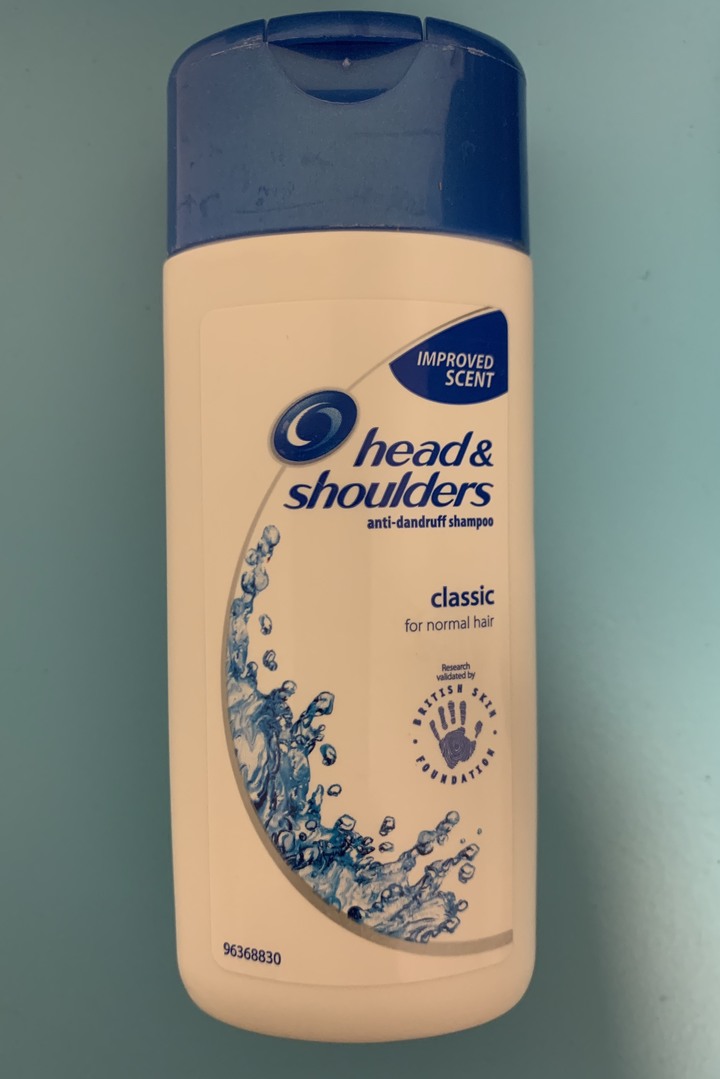 IMPROVED
SCENT
head &
shoulders
anti-dandruff shampoo
classic
for normal hair
Research
validated by
BRITISH SKIN
FOUNDATION
96368830